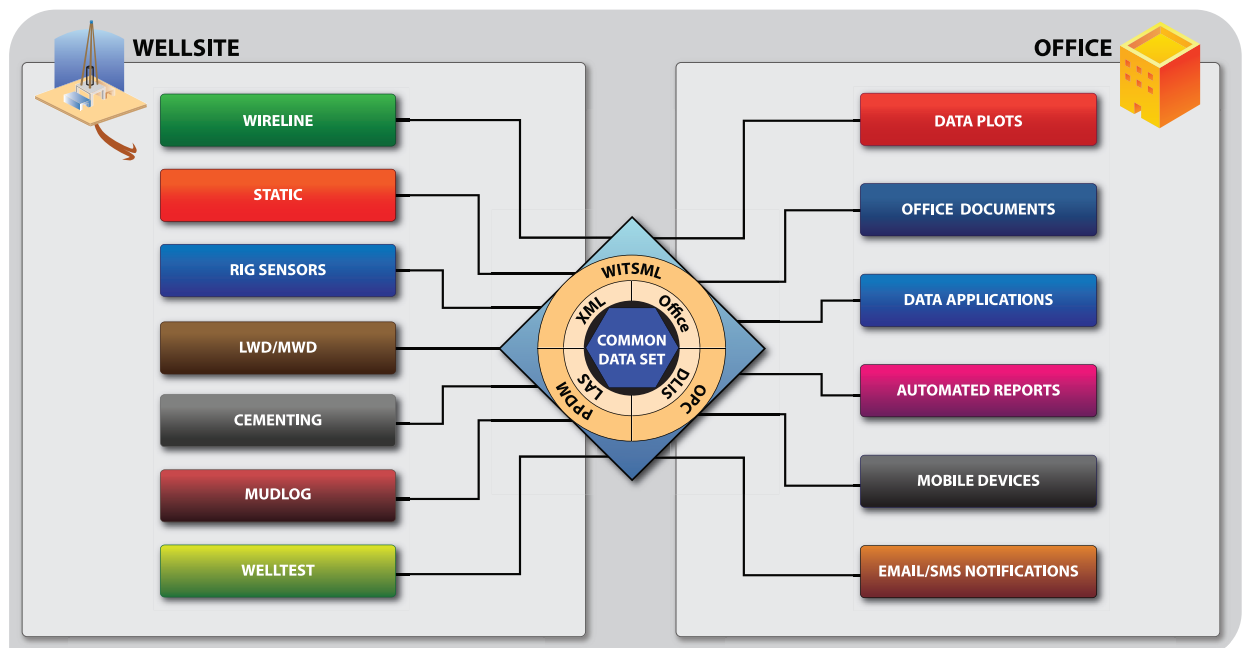 WELLSITE
WIRELINE
STATIC
RIG SENSORS
LWD/MWD
CEMENTING
MUDLOG
WELLTEST
WITSML
XML
Office
COMMON
DATA SET
LAS
DLIS
PPDM
OPC
OFFICE
DATA PLOTS
OFFICE DOCUMENTS
DATA APPLICATIONS
AUTOMATED REPORTS
MOBILE DEVICES
EMAIL/SMS NOTIFICATIONS